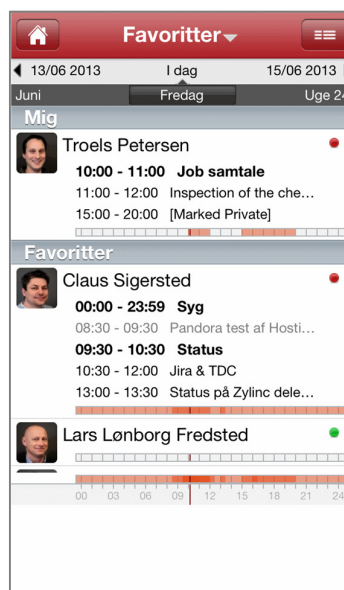 Favoritter
13/06 2013 I dag 15/06 2013
Juni Fredag Uge 24
Mig
Troels Petersen
10:00 - 11:00 Job samtale
11:00 - 12:00 Inspection of the che...
15:00 - 20:00 [Marked Private]
Favoritter
Claus Sigersted
00:00 - 23:59 Syg
08:30 - 09:30 Pandora test af Hosti...
09:30 - 10:30 Status
10:30 - 12:00 Jira & TDC
13:00 - 13:30 Status på Zylinc dele...
Lars Lønborg Fredsted
00 03 06 09 12 15 18 21 24